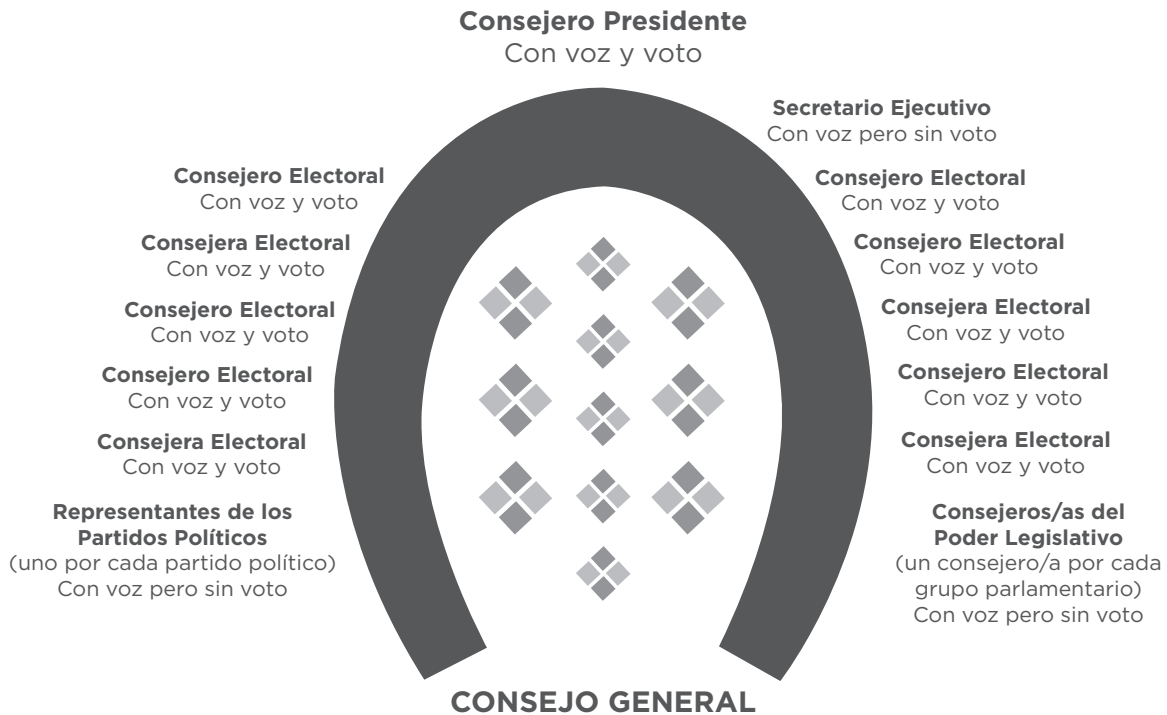 Consejero Presidente
Con voz y voto
Secretario Ejecutivo
Con voz pero sin voto
Consejero Electoral
Con voz y voto
Consejera Electoral
Con voz y voto
Consejero Electoral
Con voz y voto
Consejero Electoral
Con voz y voto
Consejera Electoral
Con voz y voto
Representantes de los
Partidos Políticos
(uno por cada partido político)
Con voz pero sin voto
Consejero Electoral
Con voz y voto
Consejero Electoral
Con voz y voto
Consejera Electoral
Con voz y voto
Consejero Electoral
Con voz y voto
Consejera Electoral
Con voz y voto
Consejeros/as del
Poder Legislativo
(un consejero/a por cada
grupo parlamentario)
Con voz pero sin voto
CONSEJO GENERAL